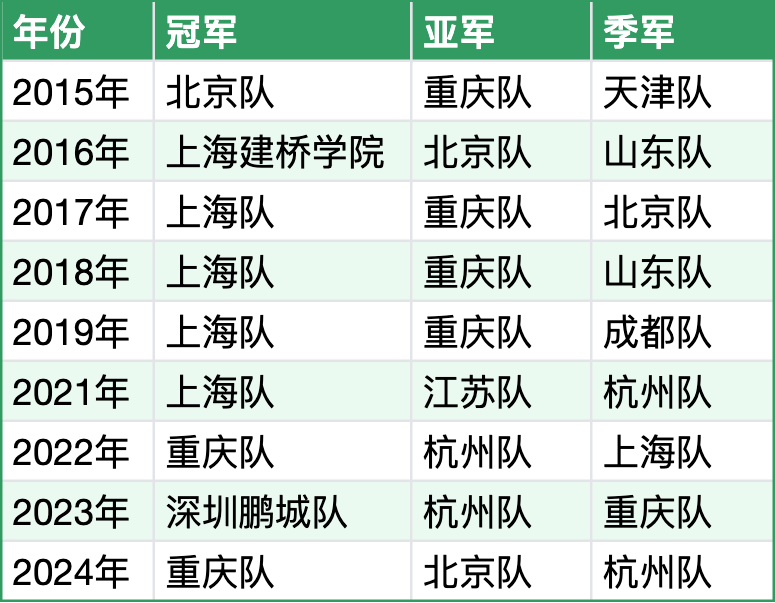 年份 冠军 亚军 季军
2015年 北京队 重庆队 天津队
2016年 上海建桥学院 北京队 山东队
2017年 上海队 重庆队 北京队
2018年 上海队 重庆队 山东队
2019年 上海队 重庆队 成都队
2021年 上海队 江苏队 杭州队
2022年 重庆队 杭州队 上海队
2023年 深圳鹏城队 杭州队 重庆队
2024年 重庆队 北京队 杭州队